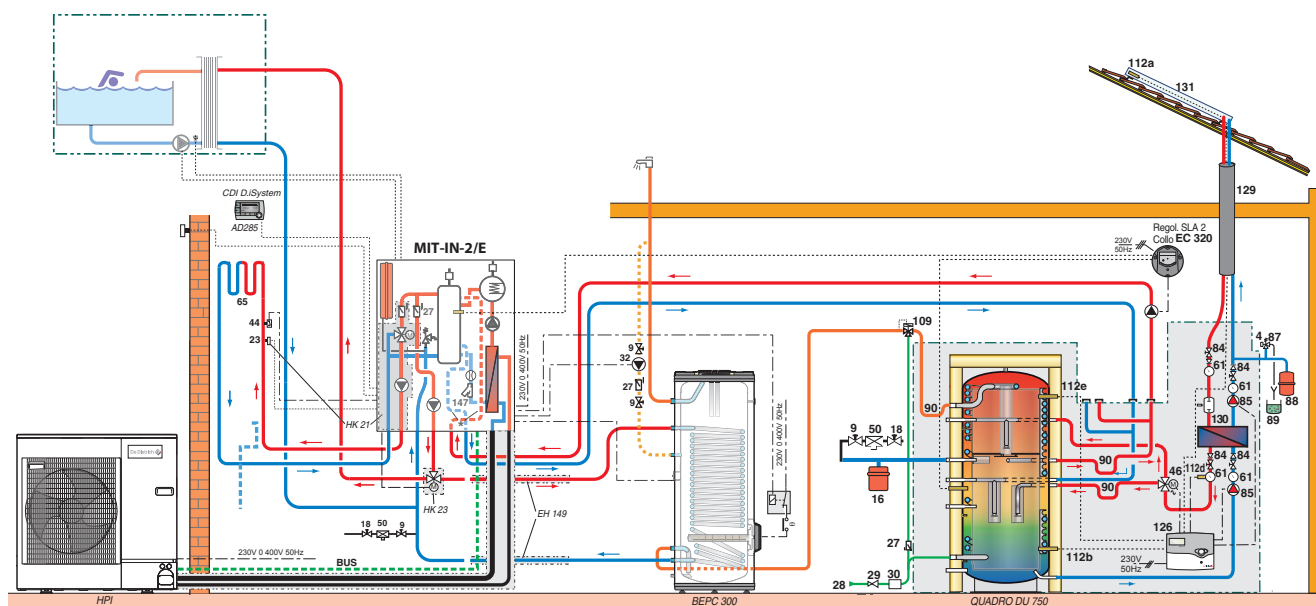 112a
131
129
CDI D.iSystem
AD285
MIT-IN-2/E
Regol. SLA 2
Collo EC 320
230V
50Hz
65
44
23
27
M
147
HK 21
230V 0 400V 50Hz
9
32
27
9
109
4
87
84
61
84
61
85
88
89
130
112e
90
9
50
18
230V 0 400V 50Hz
16
90
90
46
M
112d
84
61
84
61
85
126
De Dietrich
M
HK 23
EH 149
18
50
9
230V 0 400V 50Hz
BUS
θ
27
28
29
30
112b
230V
50Hz
HPI
BEPC 300
QUADRO DU 750